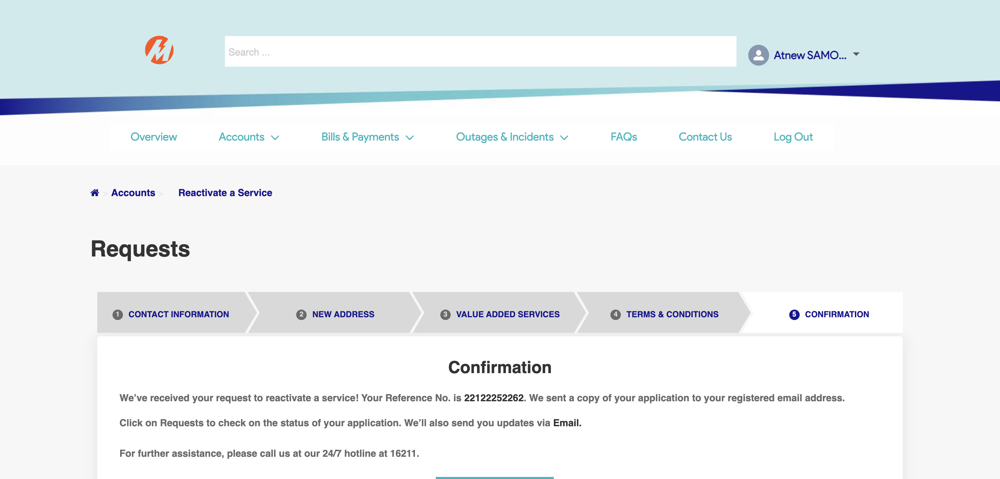 Search ...
Atnew SAMO...
Overview
Accounts
Bills & Payments
Outages & Incidents
FAQs
Contact Us
Log Out
> Accounts > Reactivate a Service
Requests
1 CONTACT INFORMATION
2 NEW ADDRESS
3 VALUE ADDED SERVICES
4 TERMS & CONDITIONS
5 CONFIRMATION
Confirmation
We’ve received your request to reactivate a service! Your Reference No. is 22122252262. We sent a copy of your application to your registered email address.
Click on Requests to check on the status of your application. We’ll also send you updates via Email.
For further assistance, please call us at our 24/7 hotline at 16211.